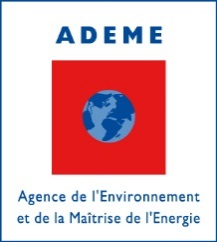 ADEME
Agence de l'Environnement
et de la Maîtrise de l'Energie